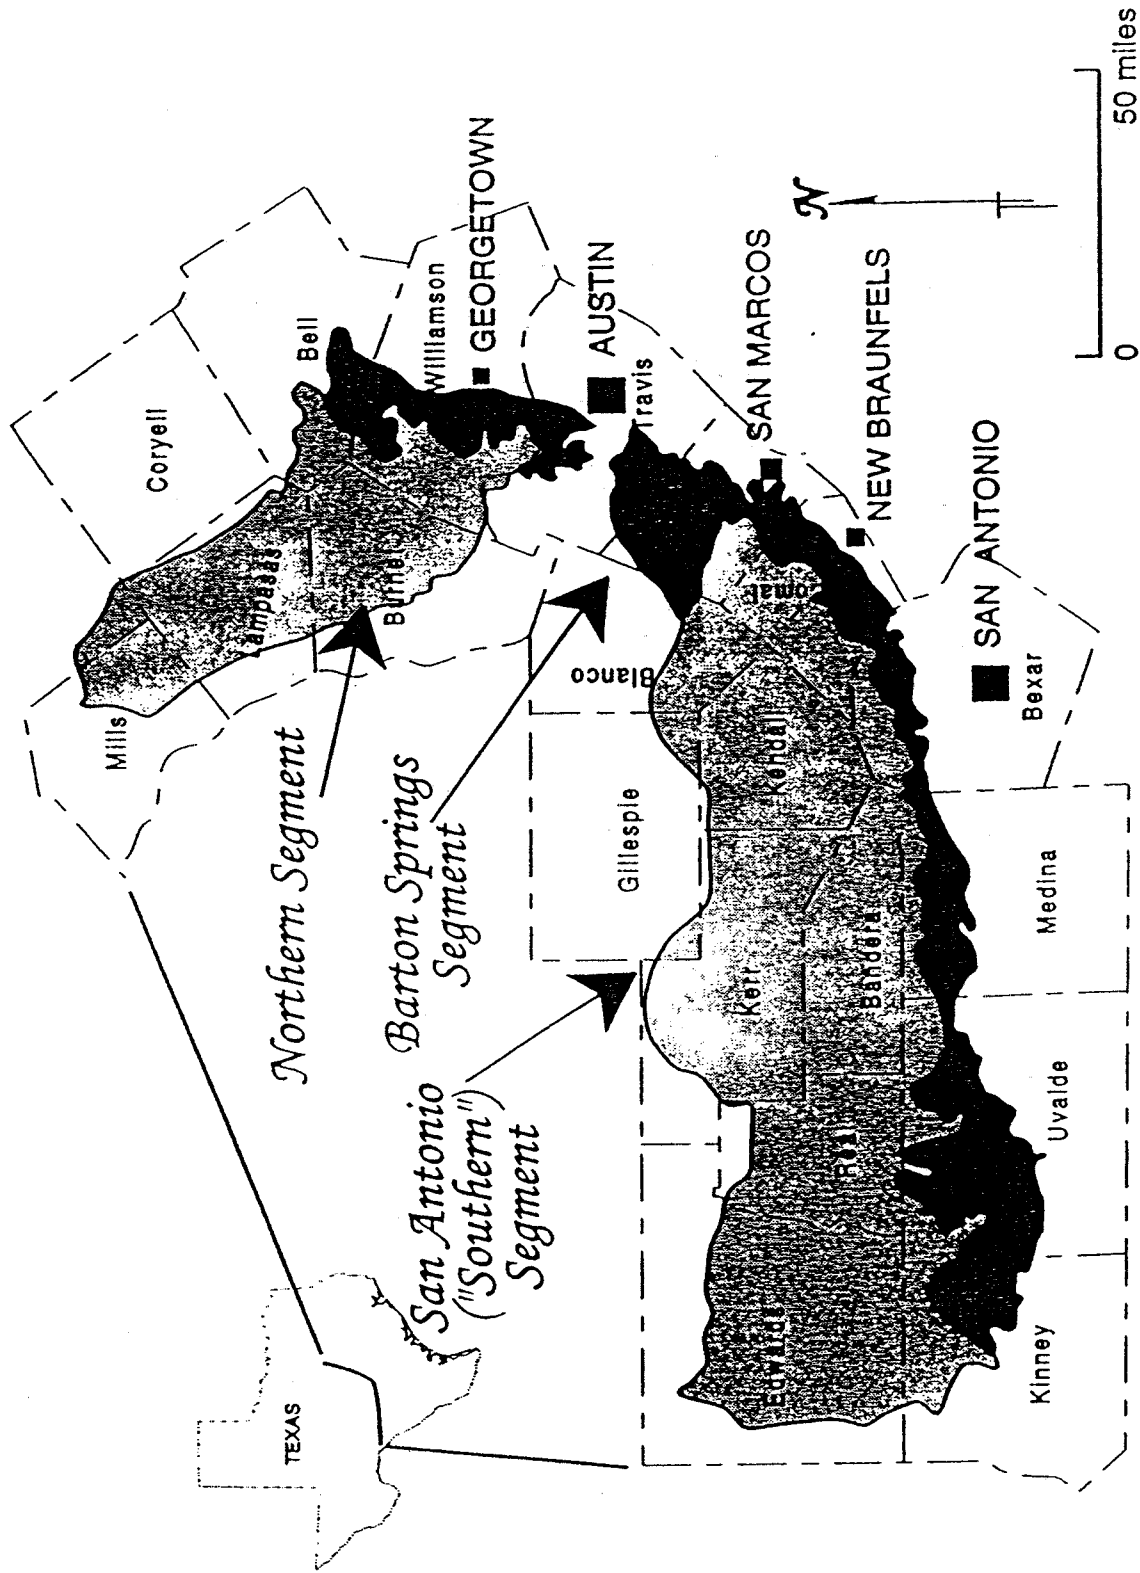 TEXAS
Northern Segment
Barton Springs
Segment
San Antonio
("Southern")
Segment
Mills
Coryell
Bell
Lampasas
Burnet
Williamson
GEORGETOWN
AUSTIN
Travis
Blanco
Gillespie
SAN MARCOS
NEW BRAUNFELS
Comal
Kendall
Kerr
Bandera
Real
Edwards
SAN ANTONIO
Bexar
Medina
Uvalde
Kinney
N
0
50 miles